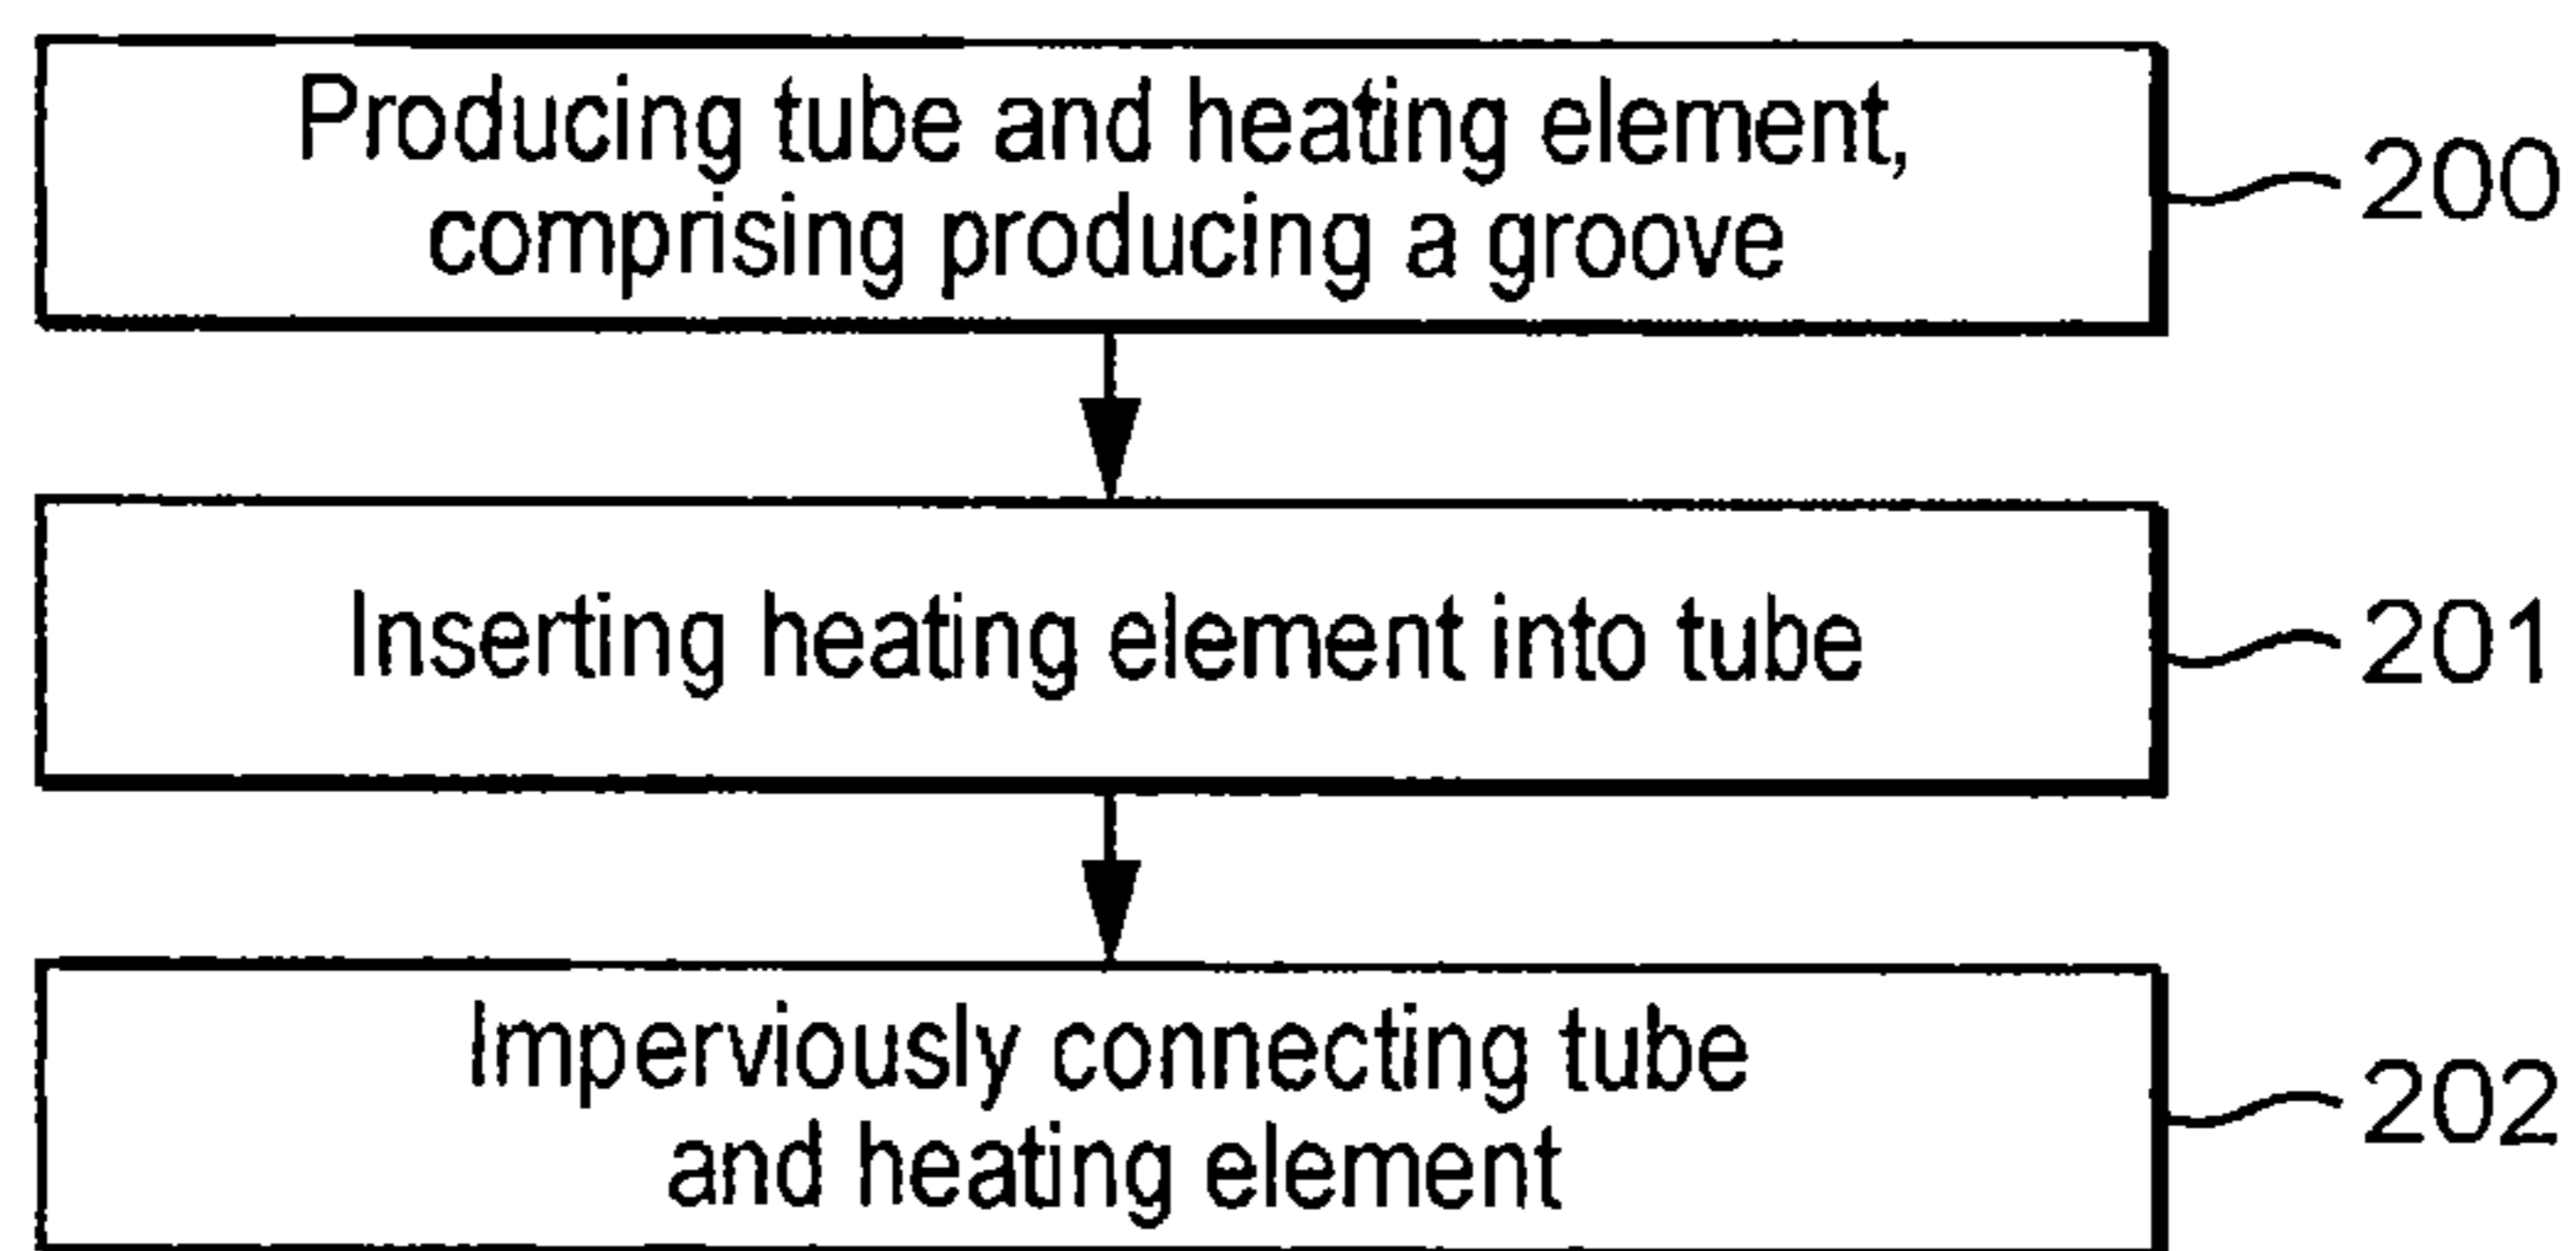 Producing tube and heating element,
comprising producing a groove
200
Inserting heating element into tube
201
Imperviously connecting tube
and heating element
202